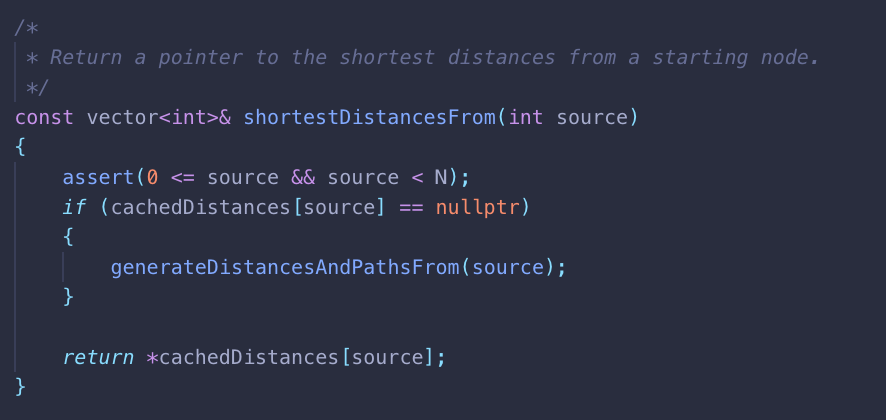 /*
 * Return a pointer to the shortest distances from a starting node.
 */
const vector<int>& shortestDistancesFrom(int source)
{
    assert(0 <= source && source < N);
    if (cachedDistances[source] == nullptr)
    {
        generateDistancesAndPathsFrom(source);
    }

    return *cachedDistances[source];
}